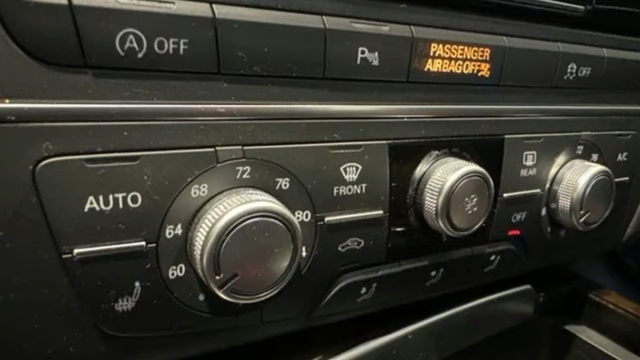 A OFF
P
PASSENGER
AIRBAG OFF
OFF
AUTO
60
64
68
72
76
80
FRONT
REAR
OFF
72
76
A/C